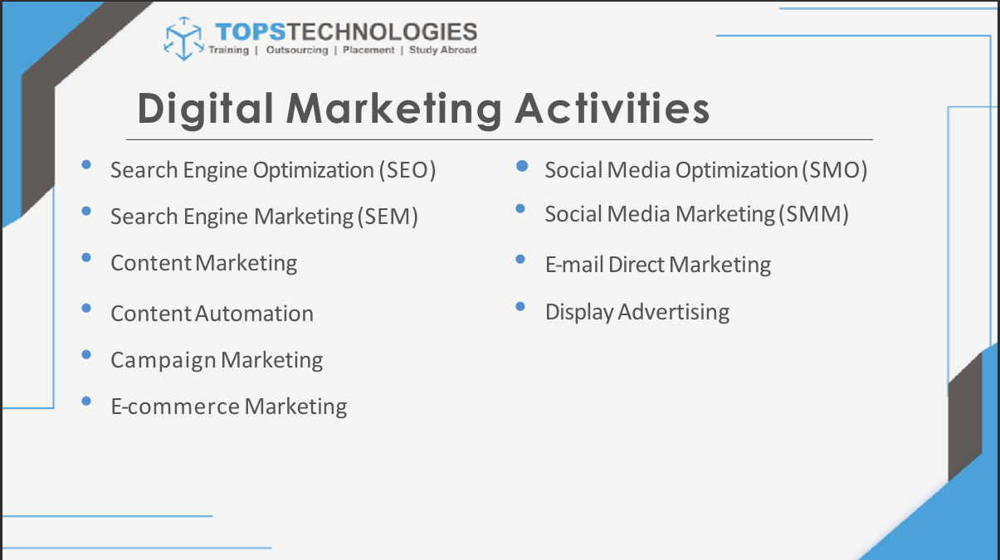 TOPSTECHNOLOGIES
Training | Outsourcing | Placement | Study Abroad
Digital Marketing Activities
• Search Engine Optimization (SEO)
• Search Engine Marketing (SEM)
• Content Marketing
• Content Automation
• Campaign Marketing
• E-commerce Marketing
• Social Media Optimization (SMO)
• Social Media Marketing (SMM)
• E-mail Direct Marketing
• Display Advertising